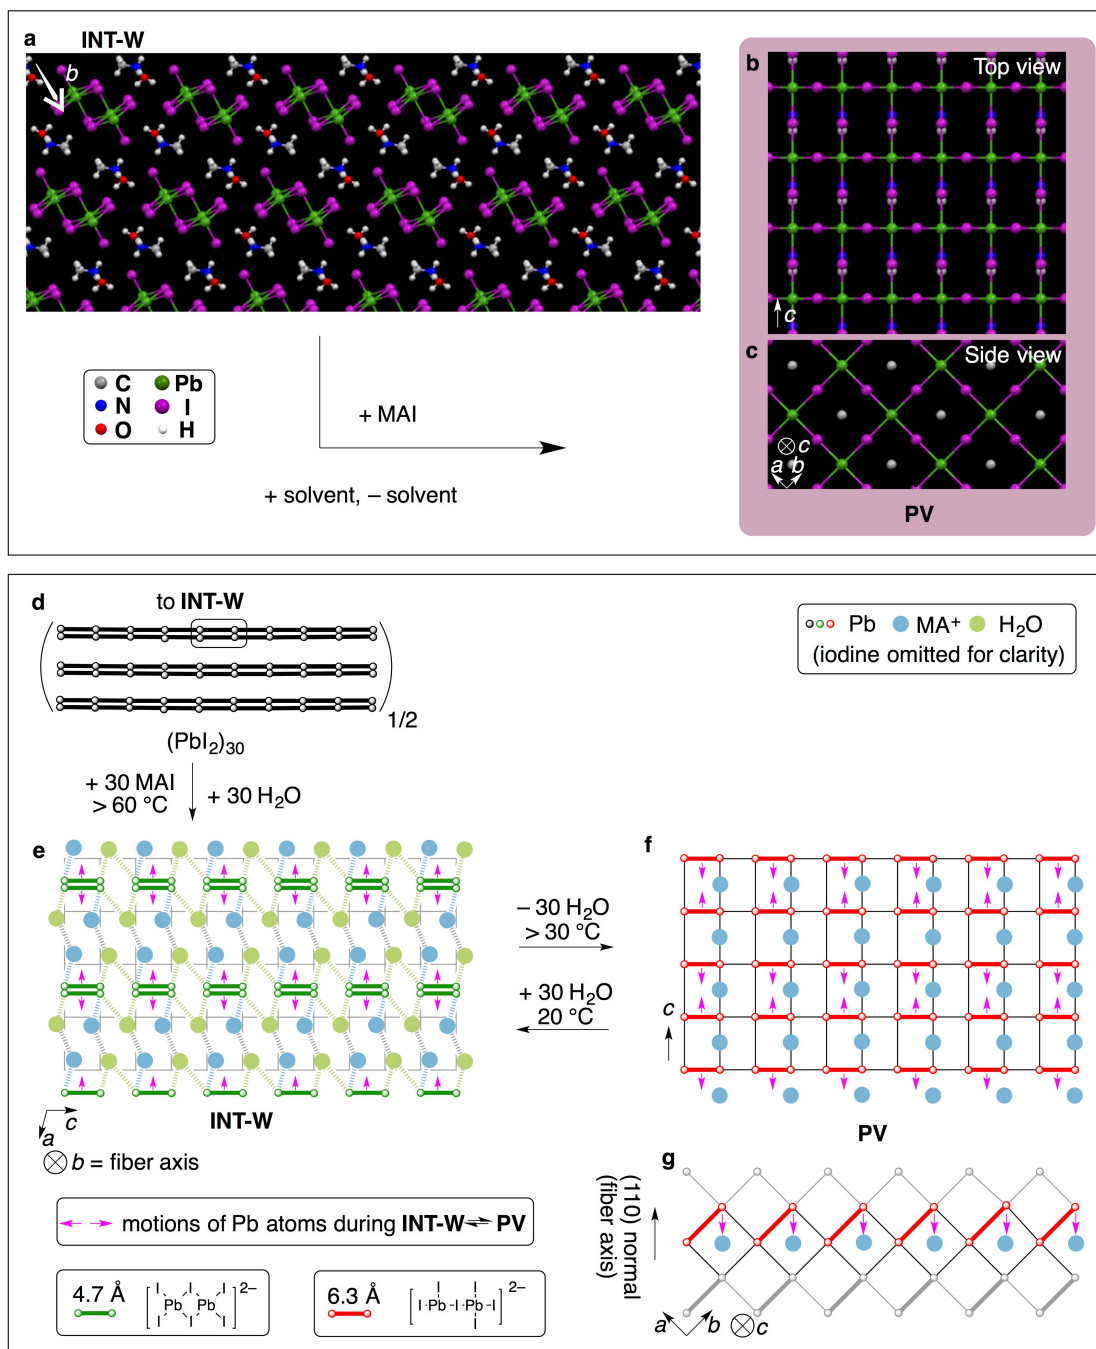 a
INT-W
b
b
Top view
c
c
Side view
c
a b
PV
C Pb
N I
O H
+ MAI
+ solvent, – solvent
d
to INT-W
1/2
(PbI2)30
+ 30 MAI
> 60 °C
+ 30 H2O
Pb MA+ H2O
(iodine omitted for clarity)
e
INT-W
c
a
b = fiber axis
– 30 H2O
> 30 °C
+ 30 H2O
20 °C
f
c
PV
g
(110) normal
(fiber axis)
a b c
motions of Pb atoms during INT-W ⇌ PV
4.7 Å
I I I
Pb Pb
I I I
2–
6.3 Å
I I
I-Pb-I-Pb-I
I
2–